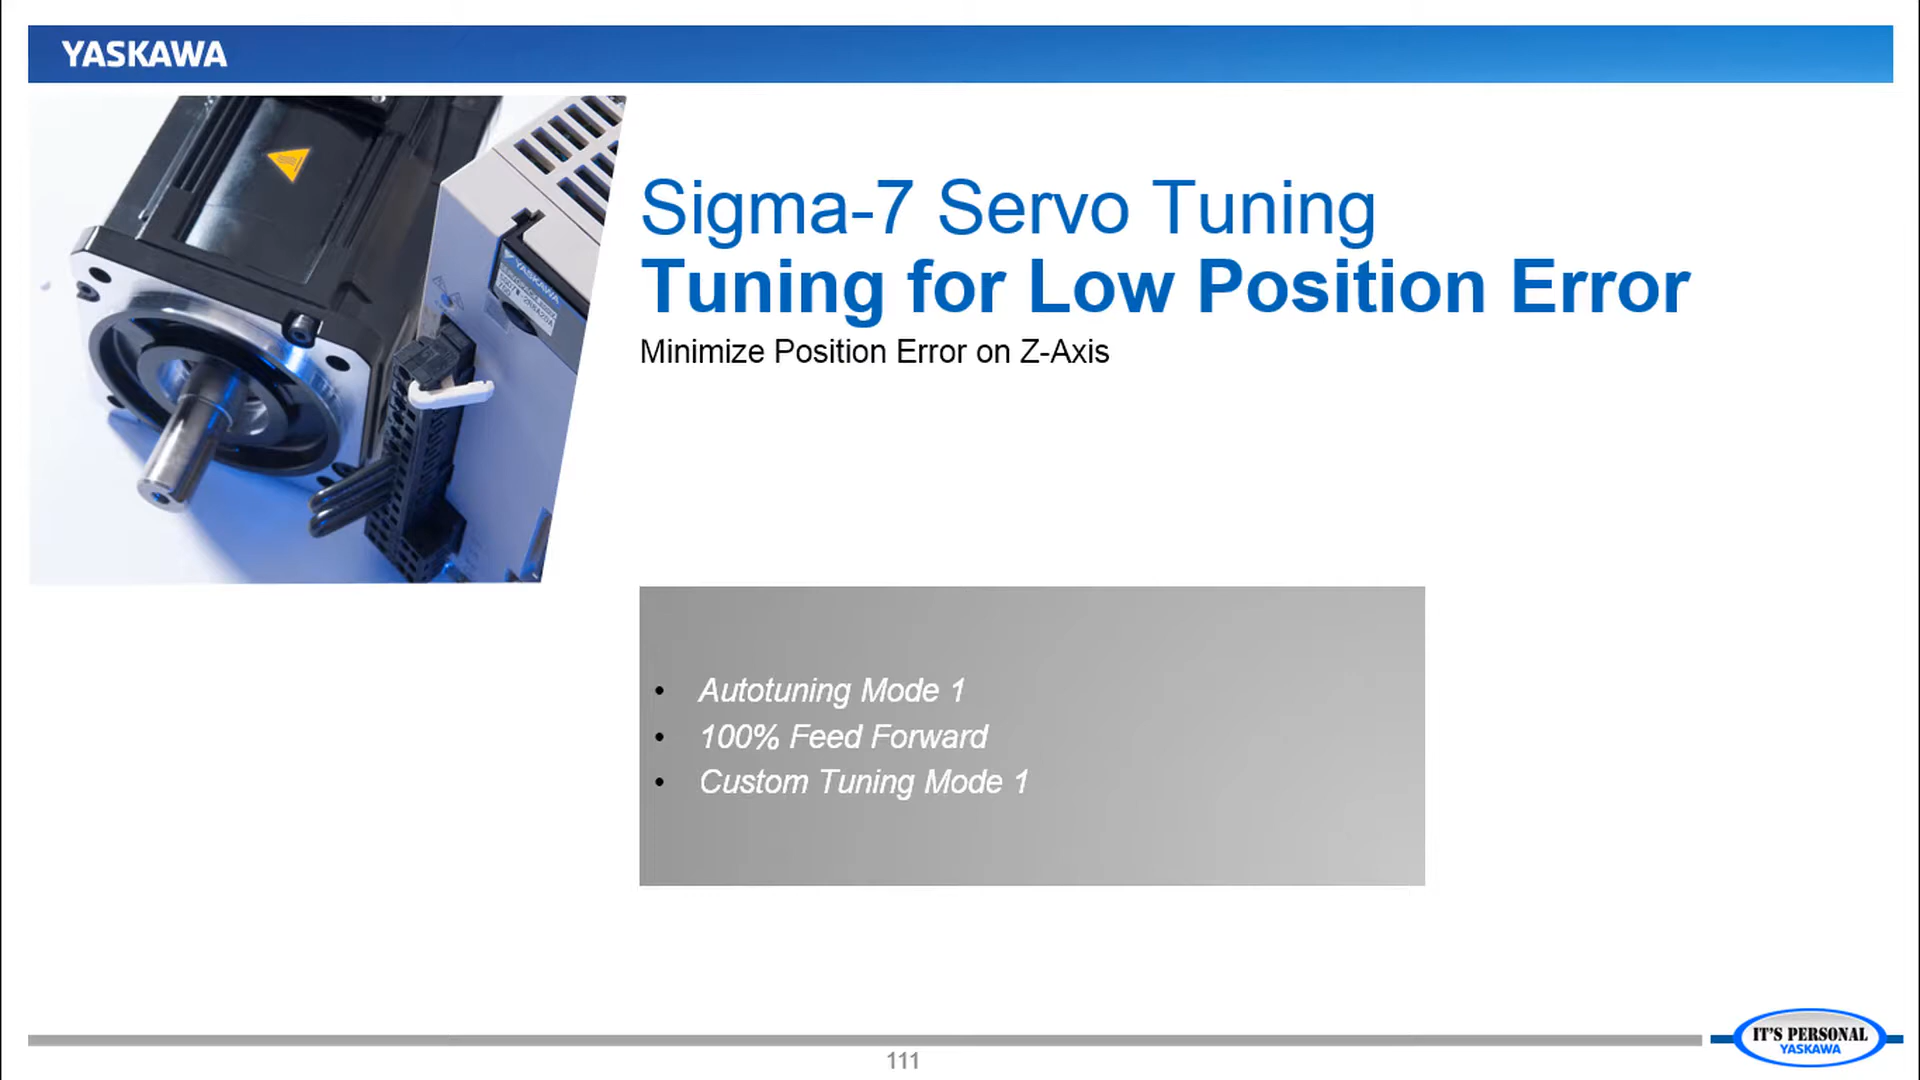 YASKAWA
Sigma-7 Servo Tuning
Tuning for Low Position Error
Minimize Position Error on Z-Axis
YASKAWA
• Autotuning Mode 1
• 100% Feed Forward
• Custom Tuning Mode 1
111
IT'S PERSONAL
YASKAWA